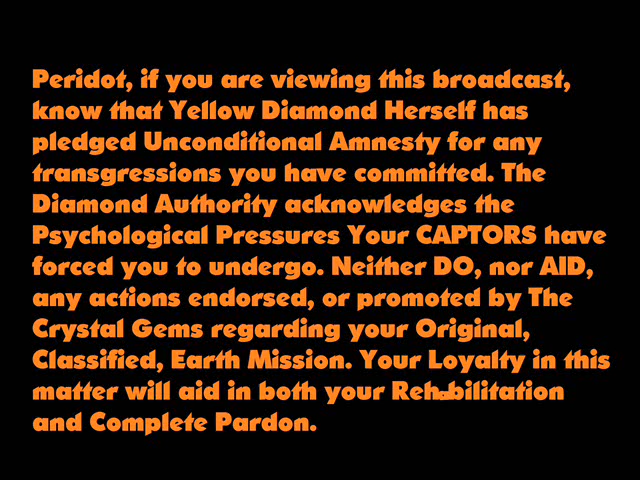 Peridot, if you are viewing this broadcast,
know that Yellow Diamond Herself has
pledged Unconditional Amnesty for any
transgressions you have committed. The
Diamond Authority acknowledges the
Psychological Pressures Your CAPTORS have
forced you to undergo. Neither DO, nor AID,
any actions endorsed, or promoted by The
Crystal Gems regarding your Original,
Classified, Earth Mission. Your Loyalty in this
matter will aid in both your Rehabilitation
and Complete Pardon.